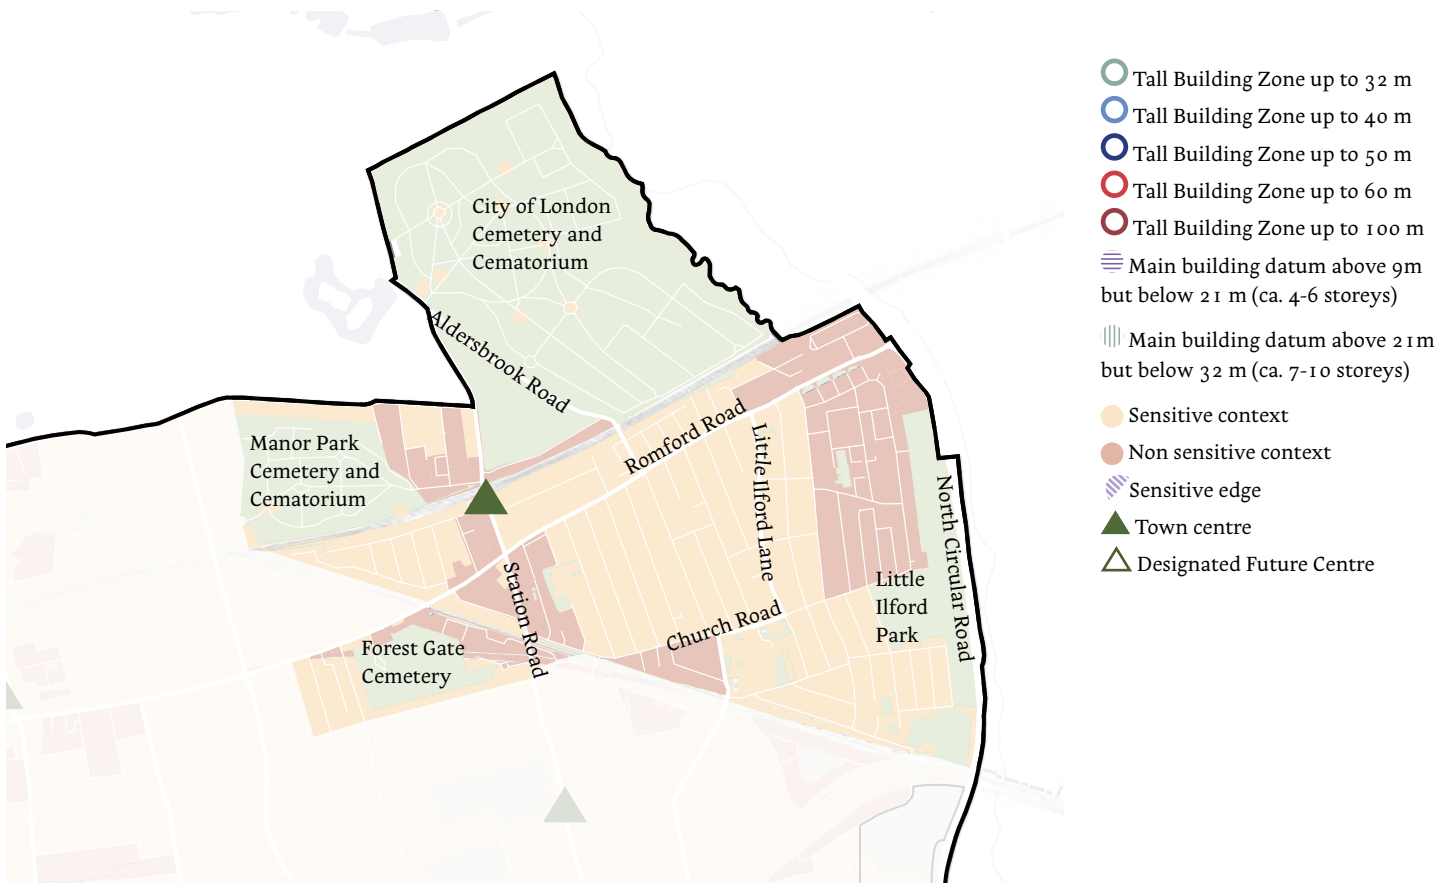 City of London
Cemetery and
Cematorium
Aldersbrook Road
Manor Park
Cemetery and
Cematorium
Romford Road
Little Ilford Lane
North Circular Road
Station Road
Little
Ilford
Park
Church Road
Forest Gate
Cemetery
Tall Building Zone up to 32 m
Tall Building Zone up to 40 m
Tall Building Zone up to 50 m
Tall Building Zone up to 60 m
Tall Building Zone up to 100 m
Main building datum above 9m
but below 21 m (ca. 4-6 storeys)
Main building datum above 21m
but below 32 m (ca. 7-10 storeys)
Sensitive context
Non sensitive context
Sensitive edge
Town centre
Designated Future Centre